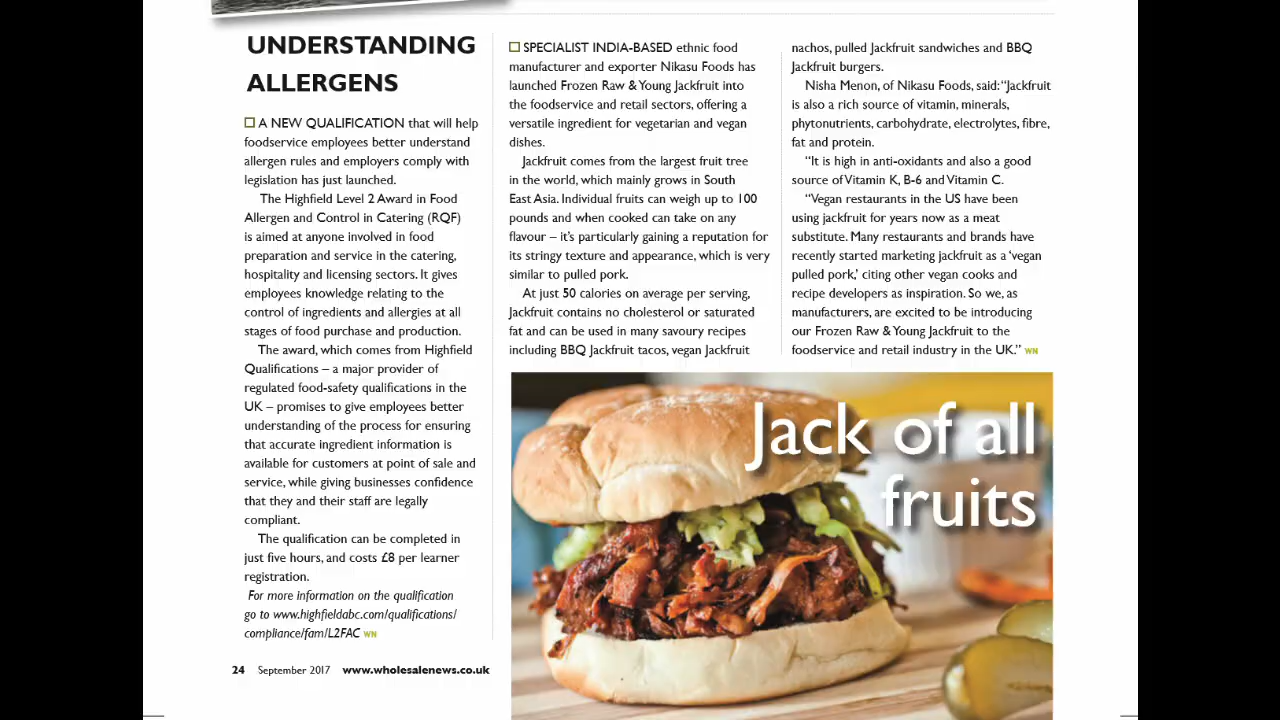 UNDERSTANDING
ALLERGENS
A NEW QUALIFICATION that will help
foodservice employees better understand
allergen rules and employers comply with
legislation has just launched.
The Highfield Level 2 Award in Food
Allergen and Control in Catering (RQF)
is aimed at anyone involved in food
preparation and service in the catering,
hospitality and licensing sectors. It gives
employees knowledge relating to the
control of ingredients and allergies at all
stages of food purchase and production.
The award, which comes from Highfield
Qualifications – a major provider of
regulated food-safety qualifications in the
UK – promises to give employees better
understanding of the process for ensuring
that accurate ingredient information is
available for customers at point of sale and
service, while giving businesses confidence
that they and their staff are legally
compliant.
The qualification can be completed in
just five hours, and costs £8 per learner
registration.
For more information on the qualification
go to www.highfieldabc.com/qualifications/
compliance/fam/L2FAC WN
SPECIALIST INDIA-BASED ethnic food
manufacturer and exporter Nikasu Foods has
launched Frozen Raw & Young Jackfruit into
the foodservice and retail sectors, offering a
versatile ingredient for vegetarian and vegan
dishes.
Jackfruit comes from the largest fruit tree
in the world, which mainly grows in South
East Asia. Individual fruits can weigh up to 100
pounds and when cooked can take on any
flavour – it's particularly gaining a reputation for
its stringy texture and appearance, which is very
similar to pulled pork.
At just 50 calories on average per serving,
Jackfruit contains no cholesterol or saturated
fat and can be used in many savoury recipes
including BBQ Jackfruit tacos, vegan Jackfruit
nachos, pulled Jackfruit sandwiches and BBQ
Jackfruit burgers.
Nisha Menon, of Nikasu Foods, said: "Jackfruit
is also a rich source of vitamin, minerals,
phytonutrients, carbohydrate, electrolytes, fibre,
fat and protein.
"It is high in anti-oxidants and also a good
source of Vitamin K, B-6 and Vitamin C.
"Vegan restaurants in the US have been
using jackfruit for years now as a meat
substitute. Many restaurants and brands have
recently started marketing jackfruit as a 'vegan
pulled pork,' citing other vegan cooks and
recipe developers as inspiration. So we, as
manufacturers, are excited to be introducing
our Frozen Raw & Young Jackfruit to the
foodservice and retail industry in the UK." WN
Jack of all
fruits
24 September 2017 www.wholesalenews.co.uk